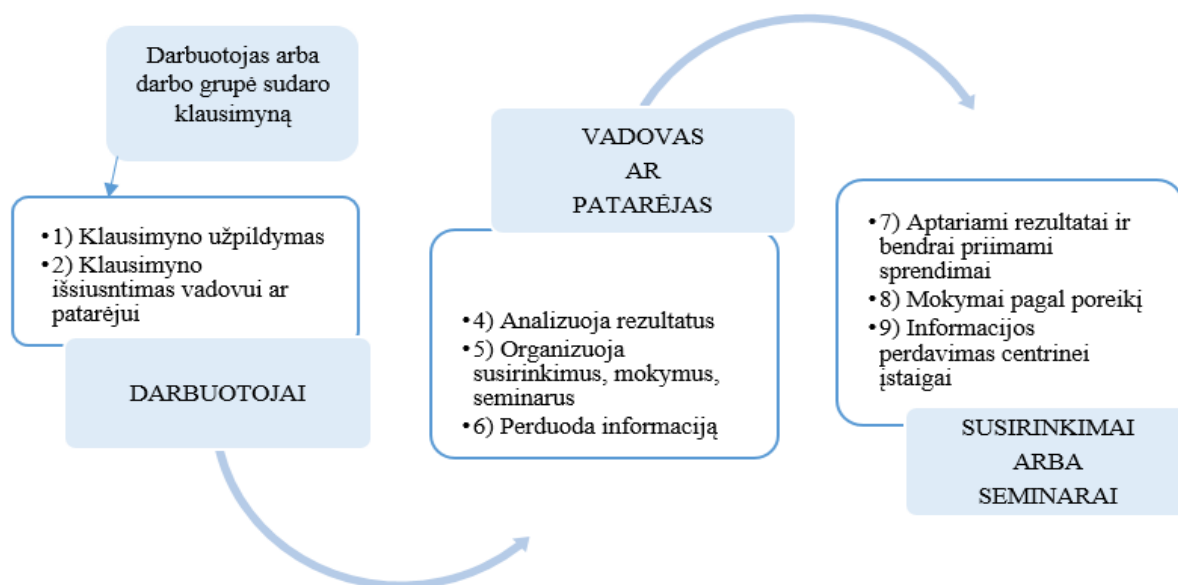 Darbuotojas arba
darbo grupė sudaro
klausimyną
•1) Klausimyno užpildymas
•2) Klausimyno
išsiusntimas vadovui ar
patarėjui
DARBUOTOJAI
VADOVAS
AR
PATARĖJAS
•4) Analizuoja rezultatus
•5) Organizuoja
susirinkimus, mokymus,
seminarus
•6) Perduoda informaciją
•7) Aptariami rezultatai ir
bendrai priimami
sprendimai
•8) Mokymai pagal poreikį
•9) Informacijos
perdavimas centrinei
įstaigai
SUSIRINKIMAI
ARBA
SEMINARAI